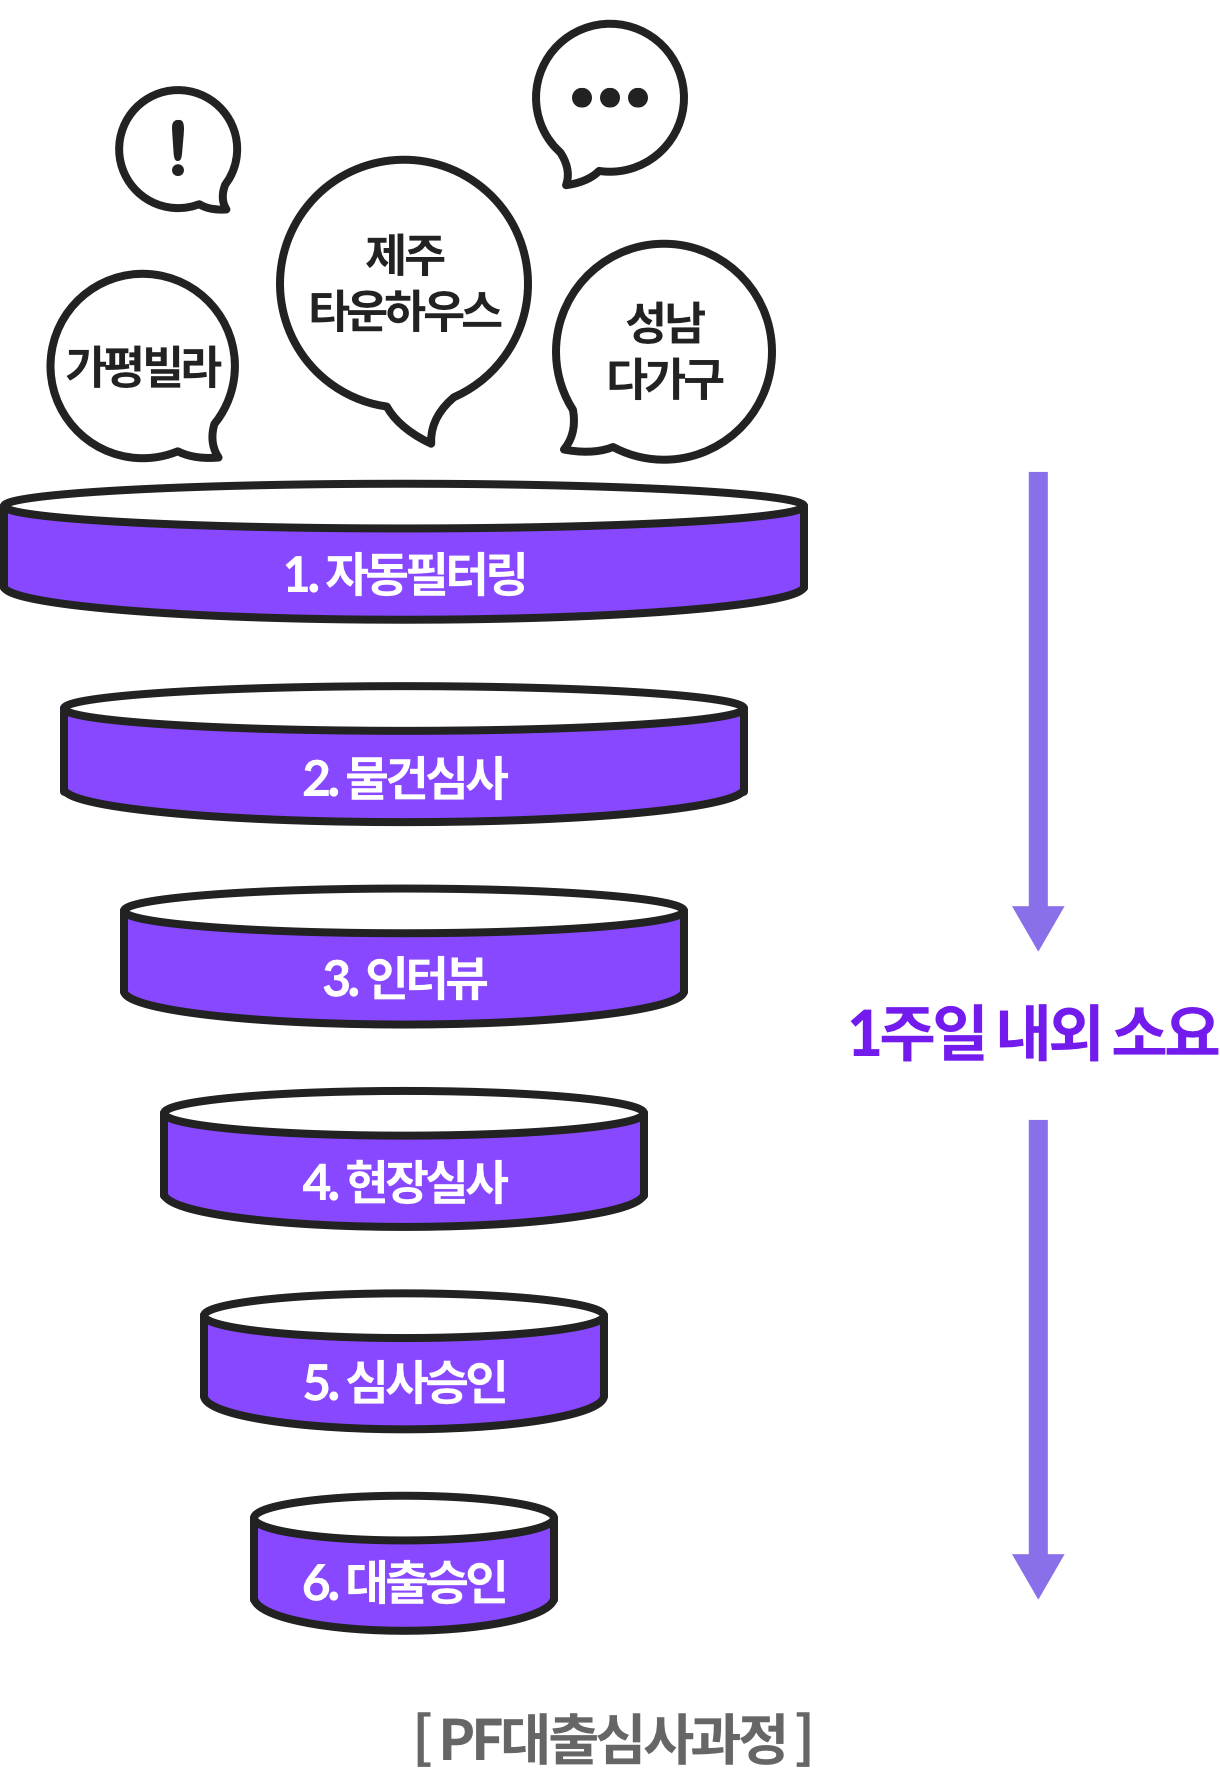 !
...
제주
타운하우스
가평빌라
성남
다가구
1. 자동필터링
2. 물건심사
3. 인터뷰
1주일 내외 소요
4. 현장실사
5. 심사승인
6. 대출승인
[ PF대출심사과정 ]